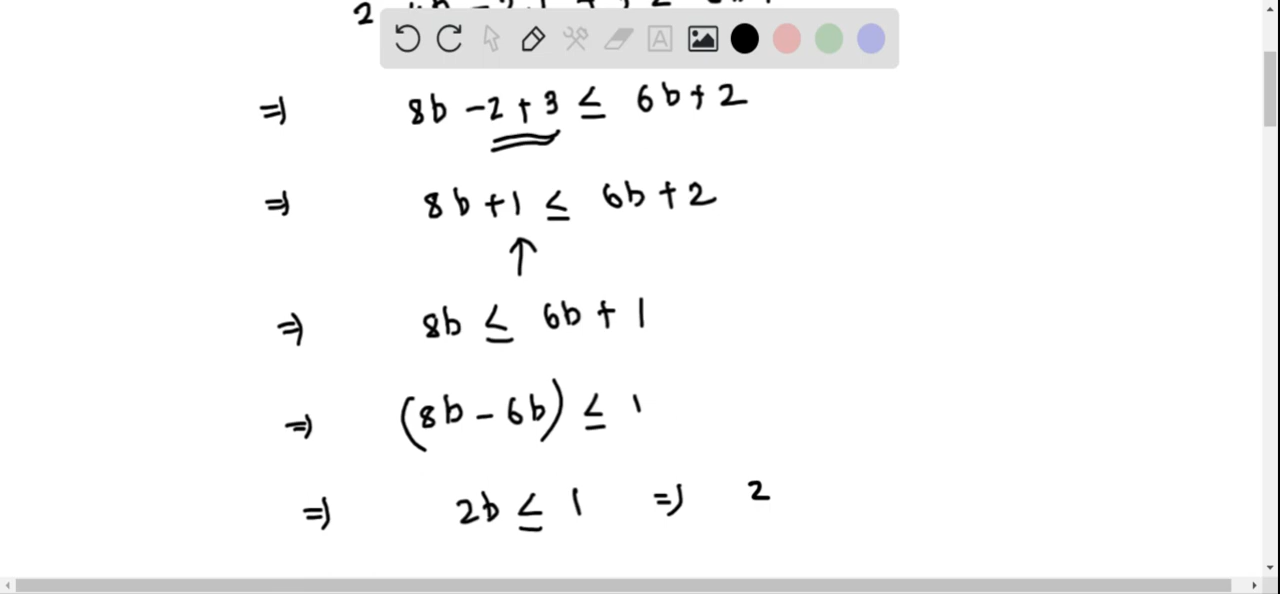 => 8b - 2 + 3 ≤ 6b + 2
=> 8b + 1 ≤ 6b + 2
↑
=> 8b ≤ 6b + 1
=> (8b - 6b) ≤ 1
=> 2b ≤ 1 => 2